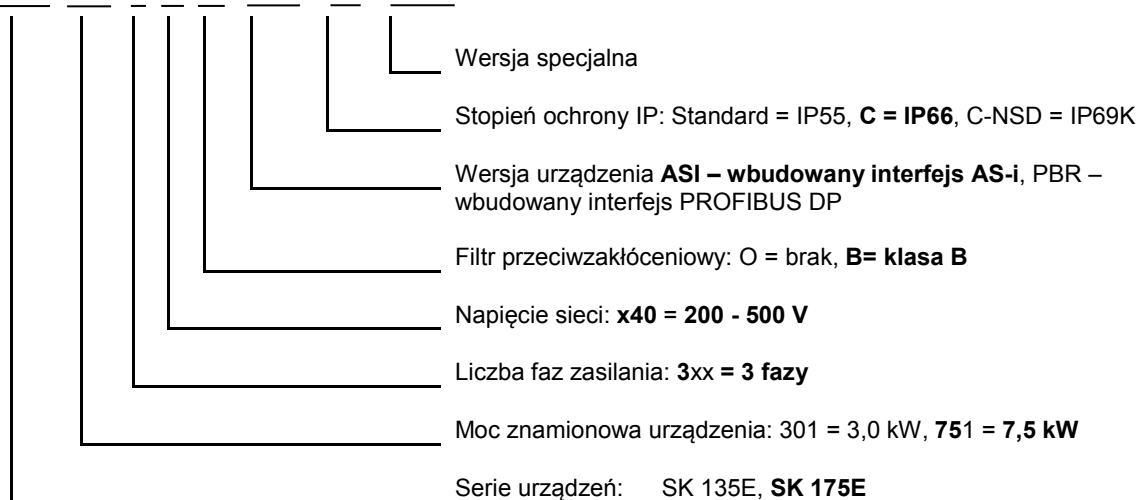 Wersja specjalna
Stopień ochrony IP: Standard = IP55, C = IP66, C-NSD = IP69K
Wersja urządzenia ASI – wbudowany interfejs AS-i, PBR –
wbudowany interfejs PROFIBUS DP
Filtr przeciwzakłóceniowy: O = brak, B= klasa B
Napięcie sieci: x40 = 200 - 500 V
Liczba faz zasilania: 3xx = 3 fazy
Moc znamionowa urządzenia: 301 = 3,0 kW, 751 = 7,5 kW
Serie urządzeń: SK 135E, SK 175E